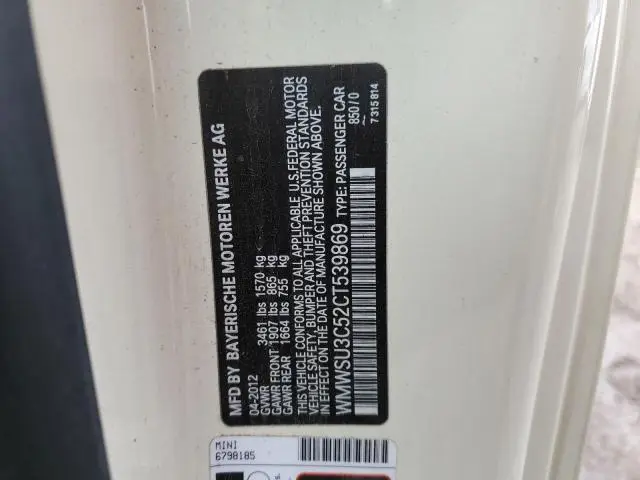 MFD BY BAYERISCHE MOTOREN WERKE AG
04-2012
GVWR 3461 lbs 1570 kg
GAWR FRONT 1907 lbs 865 kg
GAWR REAR 1664 lbs 755 kg
THIS VEHICLE CONFORMS TO ALL APPLICABLE U.S.FEDERAL MOTOR
VEHICLE SAFETY, BUMPER AND THEFT PREVENTION STANDARDS
IN EFFECT ON THE DATE OF MANUFACTURE SHOWN ABOVE.
WMWSU3C52CT539869 TYPE: PASSENGER CAR
850/0
~ 7315814
MINI
6798185